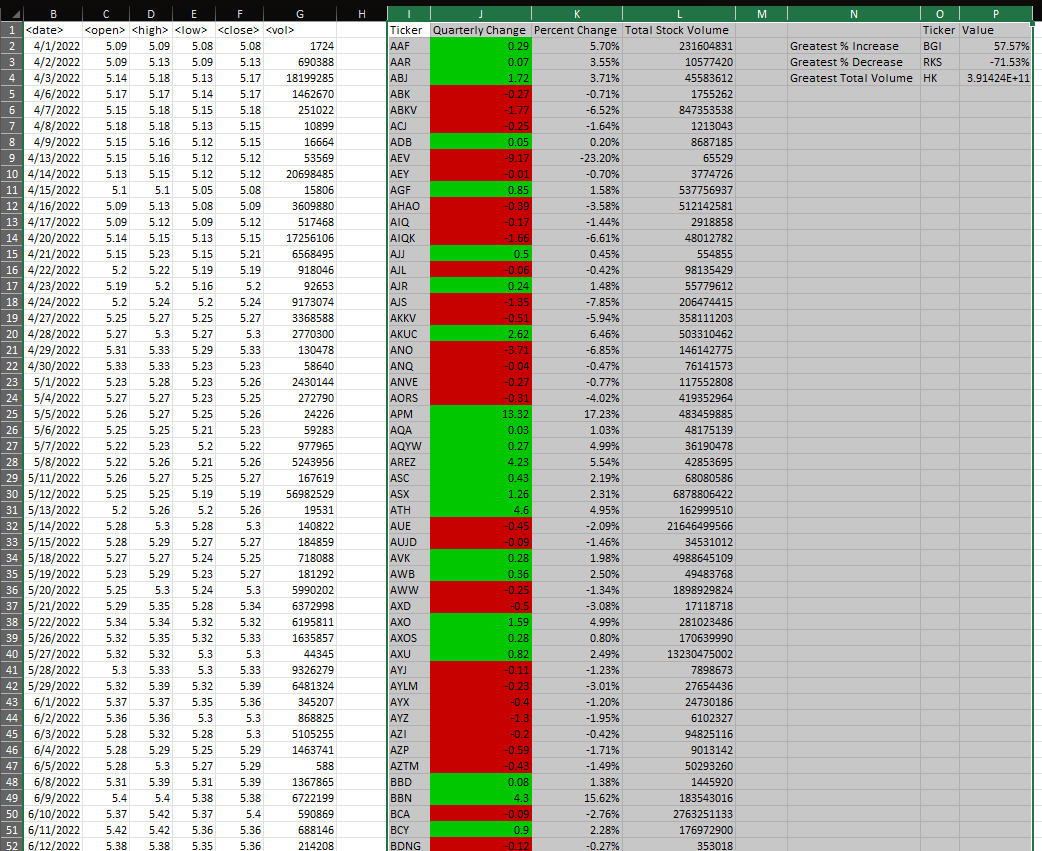 B C D E F G H I J K L M N O P
1 <date> <open> <high> <low> <close> <vol> Ticker Quarterly Change Percent Change Total Stock Volume Ticker Value
2 4/1/2022 5.09 5.09 5.08 5.08 1724 AAF 0.29 5.70% 231604831 Greatest % Increase BGI 57.57%
3 4/2/2022 5.09 5.13 5.09 5.13 690388 AAR 0.07 3.55% 10577420 Greatest % Decrease RKS -71.53%
4 4/3/2022 5.14 5.18 5.13 5.17 18199285 ABJ 1.72 3.71% 45583612 Greatest Total Volume HK 3.91424E+11
5 4/6/2022 5.17 5.17 5.14 5.17 1462670 ABK -0.27 -0.71% 1755262
6 4/7/2022 5.15 5.18 5.15 5.18 251022 ABKV -1.77 -6.52% 847353538
7 4/8/2022 5.18 5.18 5.13 5.15 10899 ACJ -0.25 -1.64% 1213043
8 4/9/2022 5.15 5.16 5.12 5.15 16664 ADB 0.05 0.20% 8687185
9 4/13/2022 5.15 5.16 5.12 5.12 53569 AEV -9.17 -23.20% 65529
10 4/14/2022 5.13 5.15 5.12 5.12 20698485 AEY -0.01 -0.70% 3774726
11 4/15/2022 5.1 5.1 5.05 5.08 15806 AGF 0.85 1.58% 537756937
12 4/16/2022 5.09 5.13 5.08 5.09 3609880 AHAO -0.39 -3.58% 512142581
13 4/17/2022 5.09 5.12 5.09 5.12 517468 AIQ -0.17 -1.44% 2918858
14 4/20/2022 5.14 5.15 5.13 5.15 17256106 AIQK -1.66 -6.61% 48012782
15 4/21/2022 5.15 5.23 5.15 5.21 6568495 AJJ 0.5 0.45% 554855
16 4/22/2022 5.2 5.22 5.19 5.19 918046 AJL -0.06 -0.42% 98135429
17 4/23/2022 5.19 5.2 5.16 5.2 92653 AJR 0.24 1.48% 55779612
18 4/24/2022 5.2 5.24 5.2 5.24 9173074 AJS -1.35 -7.85% 206474415
19 4/27/2022 5.25 5.27 5.25 5.27 3368588 AKKV -0.51 -5.94% 358111203
20 4/28/2022 5.27 5.3 5.27 5.3 2770300 AKUC 2.62 6.46% 503310462
21 4/29/2022 5.31 5.33 5.29 5.33 130478 ANO -3.71 -6.85% 146142775
22 4/30/2022 5.33 5.33 5.23 5.23 58640 ANQ -0.04 -0.47% 76141573
23 5/1/2022 5.23 5.28 5.23 5.26 2430144 ANVE -0.27 -0.77% 117552808
24 5/4/2022 5.27 5.27 5.23 5.25 272790 AORS -0.31 -4.02% 419352964
25 5/5/2022 5.26 5.27 5.25 5.26 24226 APM 13.32 17.23% 483459885
26 5/6/2022 5.25 5.25 5.21 5.23 59283 AQA 0.03 1.03% 48175139
27 5/7/2022 5.22 5.23 5.2 5.22 977965 AQYW 0.27 4.99% 36190478
28 5/8/2022 5.22 5.26 5.21 5.26 5243956 AREZ 4.23 5.54% 42853695
29 5/11/2022 5.26 5.27 5.25 5.27 167619 ASC 0.43 2.19% 68080586
30 5/12/2022 5.25 5.25 5.19 5.19 56982529 ASX 1.26 2.31% 6878806422
31 5/13/2022 5.2 5.26 5.2 5.26 19531 ATH 4.6 4.95% 162999510
32 5/14/2022 5.28 5.3 5.28 5.3 140822 AUE -0.45 -2.09% 21646499566
33 5/15/2022 5.28 5.29 5.27 5.27 184859 AUJD -0.09 -1.46% 34531012
34 5/18/2022 5.27 5.27 5.24 5.25 718088 AVK 0.28 1.98% 4988645109
35 5/19/2022 5.23 5.29 5.23 5.27 181292 AWB 0.36 2.50% 49483768
36 5/20/2022 5.25 5.3 5.24 5.3 5990202 AWW -0.25 -1.34% 1898929824
37 5/21/2022 5.29 5.35 5.28 5.34 6372998 AXD -0.5 -3.08% 17118718
38 5/22/2022 5.34 5.34 5.32 5.32 6195811 AXO 1.59 4.99% 281023486
39 5/26/2022 5.32 5.35 5.32 5.33 1635857 AXOS 0.28 0.80% 170639990
40 5/27/2022 5.32 5.32 5.3 5.3 44345 AXU 0.82 2.49% 13230475002
41 5/28/2022 5.3 5.33 5.3 5.33 9326279 AYJ -0.11 -1.23% 7898673
42 5/29/2022 5.32 5.39 5.32 5.39 6481324 AYLM -0.23 -3.01% 27654436
43 6/1/2022 5.37 5.37 5.35 5.36 345207 AYX -0.4 -1.20% 24730186
44 6/2/2022 5.36 5.36 5.3 5.3 868825 AYZ -1.3 -1.95% 6102327
45 6/3/2022 5.28 5.32 5.28 5.3 5105255 AZI -0.2 -0.42% 94825116
46 6/4/2022 5.28 5.29 5.25 5.29 1463741 AZP -0.59 -1.71% 9013142
47 6/5/2022 5.28 5.3 5.27 5.29 588 AZTM -0.43 -1.49% 50293260
48 6/8/2022 5.31 5.39 5.31 5.39 1367865 BBD 0.08 1.38% 1445920
49 6/9/2022 5.4 5.4 5.38 5.38 6722199 BBN 4.3 15.62% 183543016
50 6/10/2022 5.37 5.42 5.37 5.4 590869 BCA -0.09 -2.76% 2763251133
51 6/11/2022 5.42 5.42 5.36 5.36 688146 BCY 0.9 2.28% 176972900
52 6/12/2022 5.38 5.38 5.35 5.36 214208 BDNG -0.12 -0.27% 353018